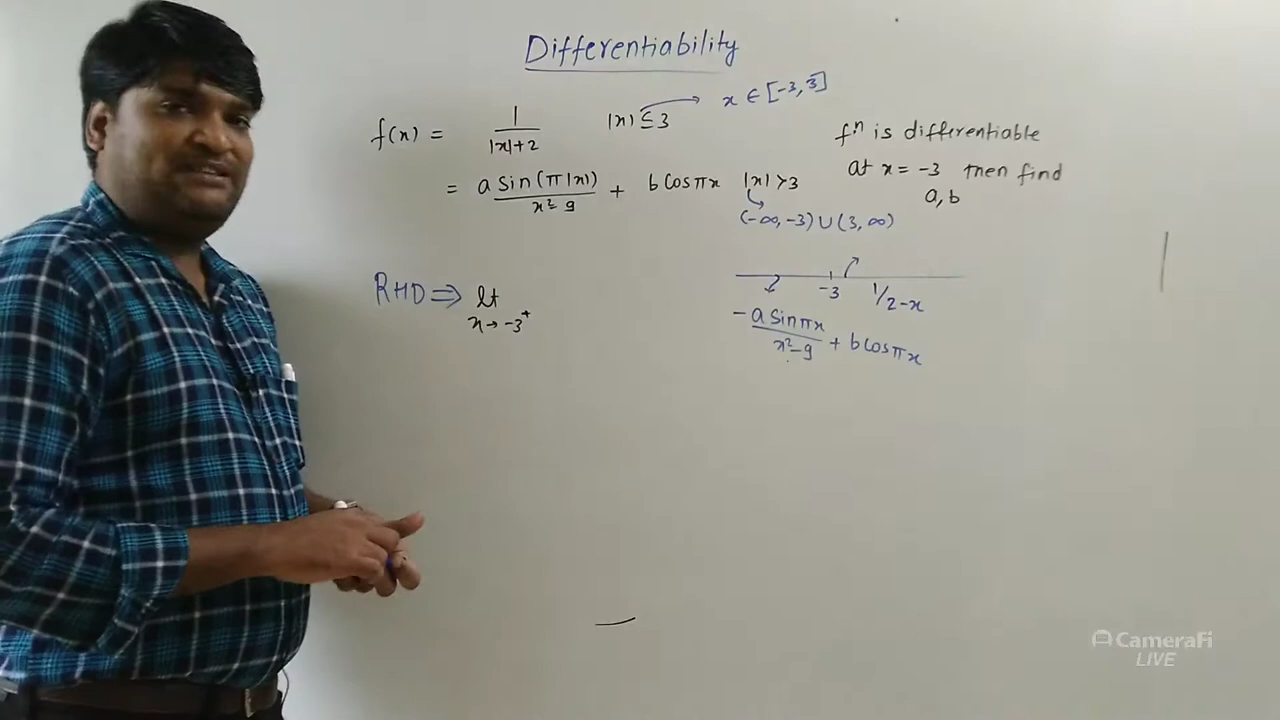 Differentiability
f(x) = 1/(|x|+2) |x| ≤ 3 → x ∈ [-3, 3]
= a sin(π|x|)/(x²-9) + b cosπx |x| > 3
(-∞, -3) ∪ (3, ∞)
fⁿ is differentiable
at x = -3 then find
a, b
RHD ⇒ lt x → -3⁺
-3 1/2-x
-a sinπx/(x²-9) + b cosπx
CameraFi
LIVE